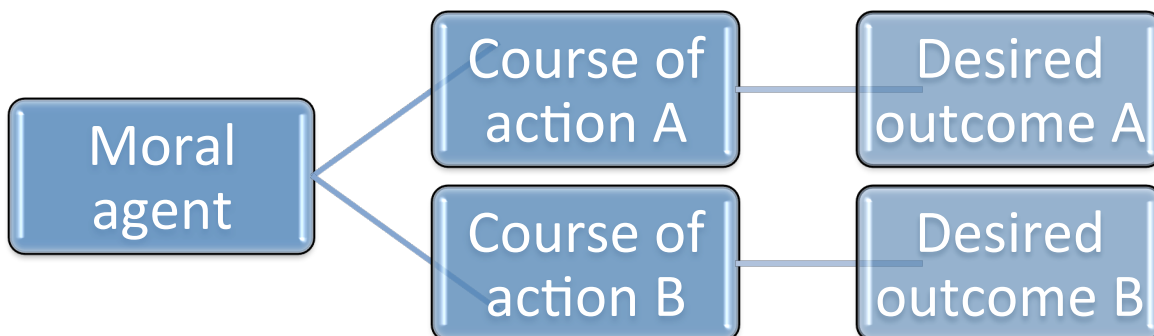 Moral
agent
Course of
action A
Desired
outcome A
Course of
action B
Desired
outcome B